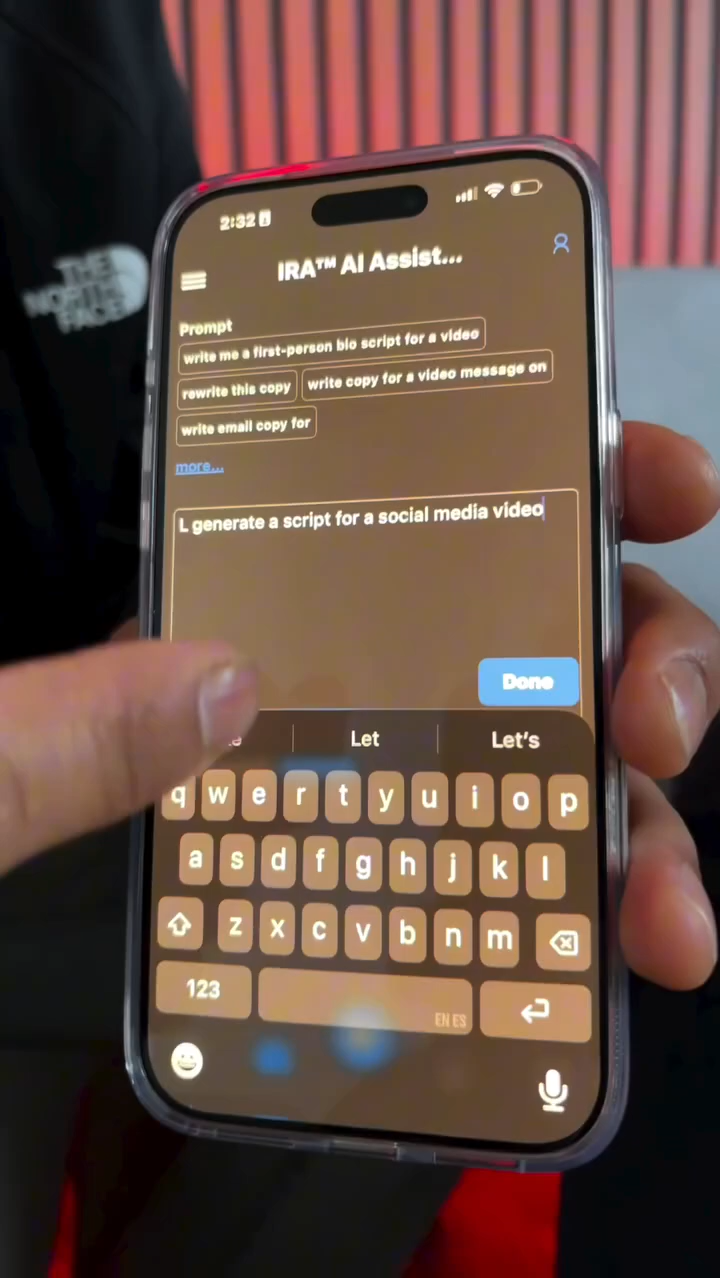 THE
NORTH
FACE
2:32
IRA™ AI Assist...
Prompt
write me a first-person bio script for a video
rewrite this copy
write copy for a video message on
write email copy for
more...
L generate a script for a social media video
Done
Let
Let's
q w e r t y u i o p
a s d f g h j k l
z x c v b n m
123
EN ES